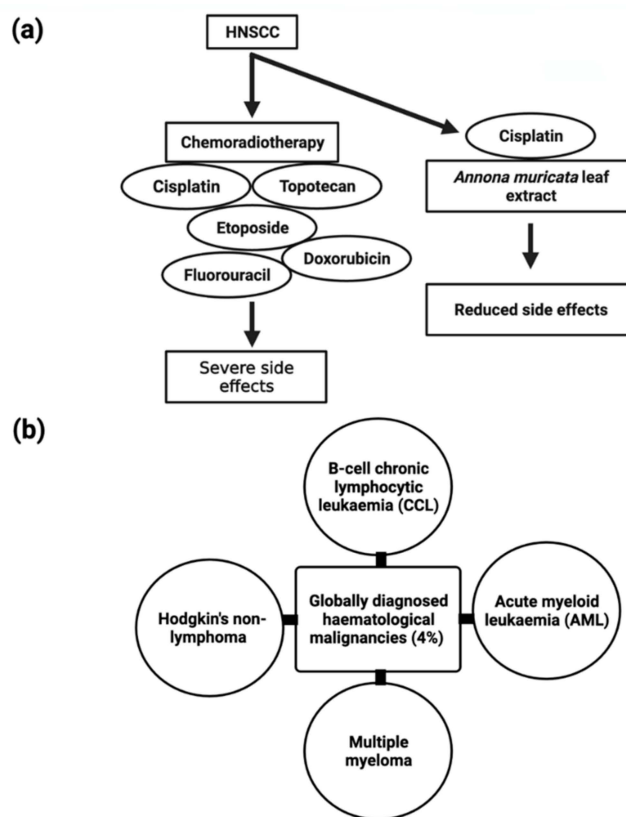 (a)
HNSCC
Chemoradiotherapy
Cisplatin
Topotecan
Etoposide
Doxorubicin
Fluorouracil
Severe side
effects
Cisplatin
Annona muricata leaf
extract
Reduced side effects
(b)
B-cell chronic
lymphocytic
leukaemia (CCL)
Hodgkin's non-
lymphoma
Globally diagnosed
haematological
malignancies (4%)
Acute myeloid
leukaemia (AML)
Multiple
myeloma